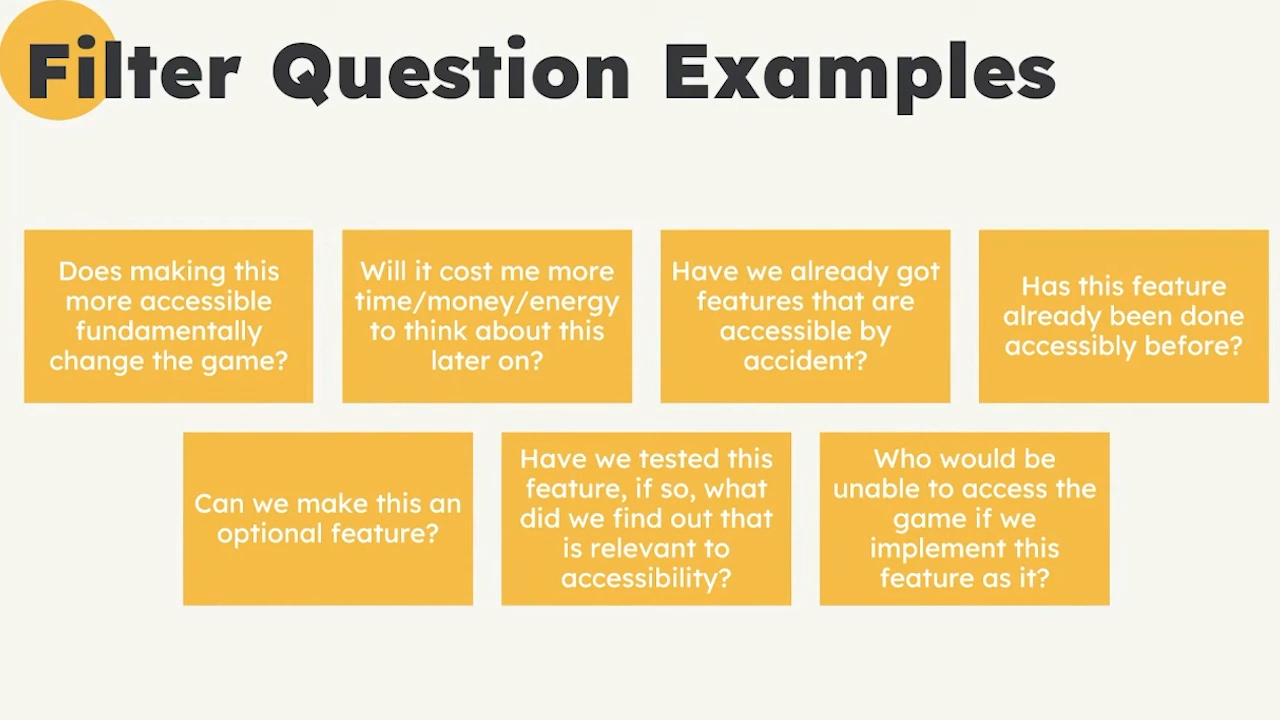 Filter Question Examples
Does making this
more accessible
fundamentally
change the game?
Will it cost me more
time/money/energy
to think about this
later on?
Have we already got
features that are
accessible by
accident?
Has this feature
already been done
accessibly before?
Can we make this an
optional feature?
Have we tested this
feature, if so, what
did we find out that
is relevant to
accessibility?
Who would be
unable to access the
game if we
implement this
feature as it?